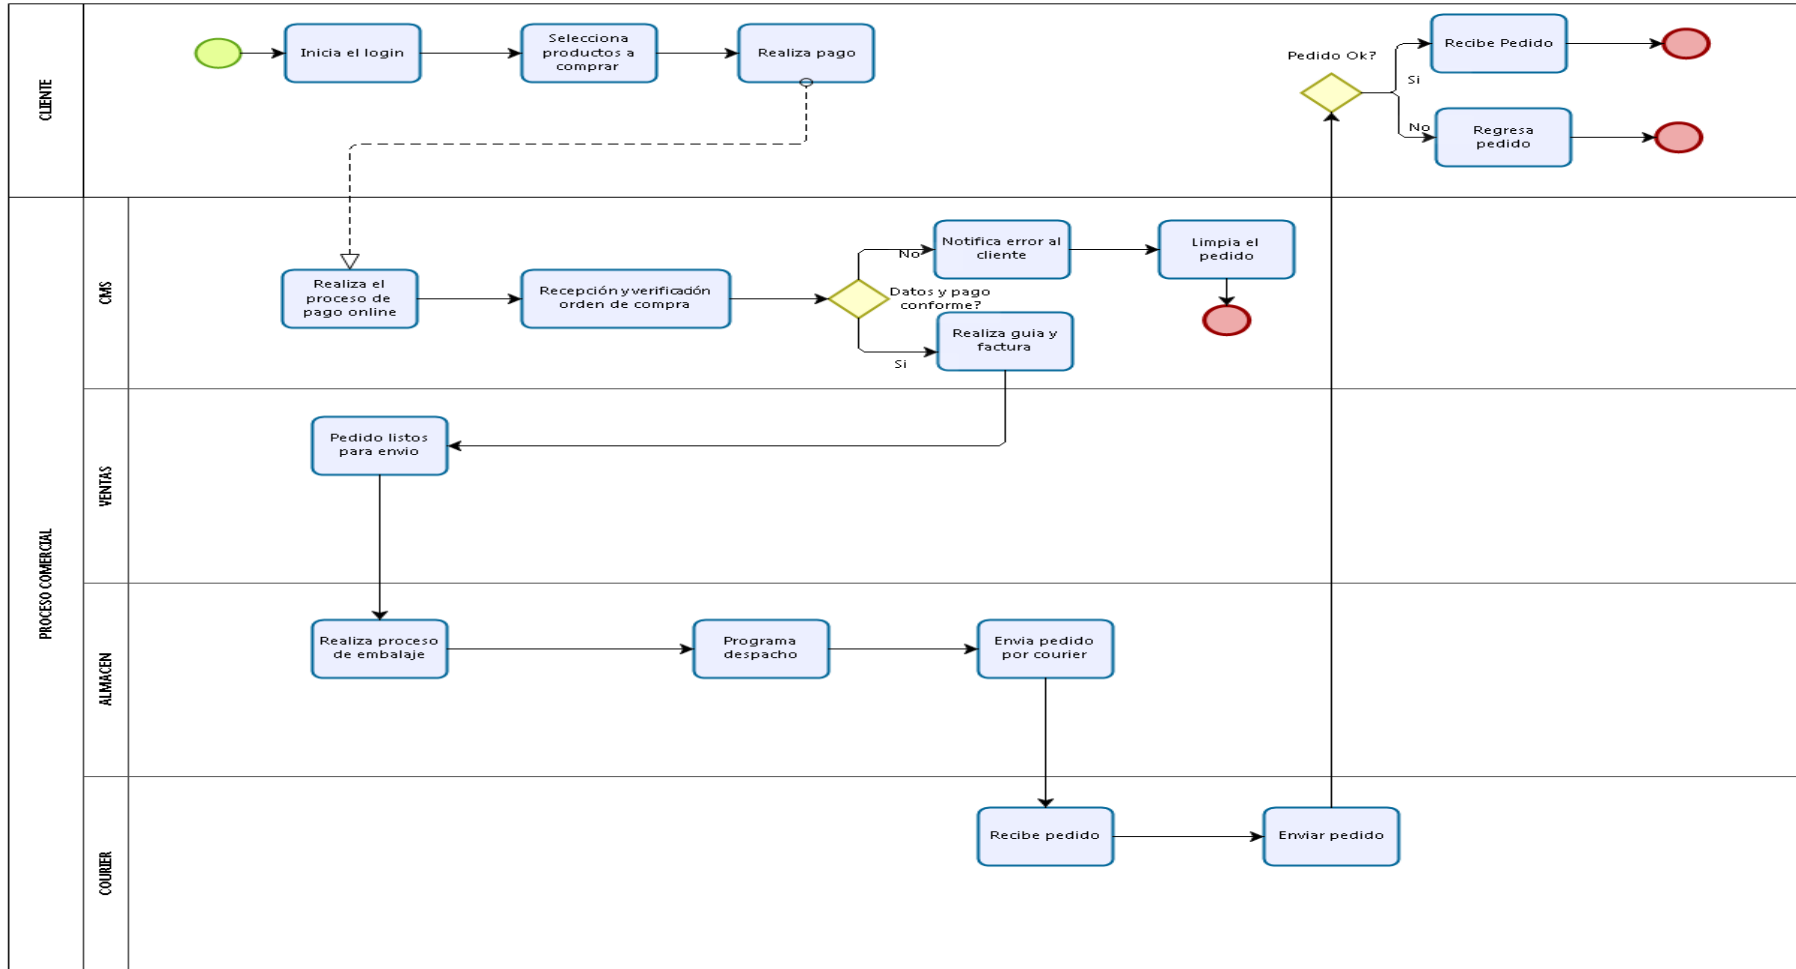 CLIENTE
Inicia el login
Selecciona
productos a
comprar
Realiza pago
Pedido Ok?
Si
No
Recibe Pedido
Regresa
pedido
PROCESO COMERCIAL
CMS
Realiza el
proceso de
pago online
Recepción y verificación
orden de compra
Datos y pago
conforme?
No
Si
Notifica error al
cliente
Limpia el
pedido
Realiza guia y
factura
VENTAS
Pedido listos
para envio
ALMACEN
Realiza proceso
de embalaje
Programa
despacho
Envia pedido
por courier
COURIER
Recibe pedido
Enviar pedido